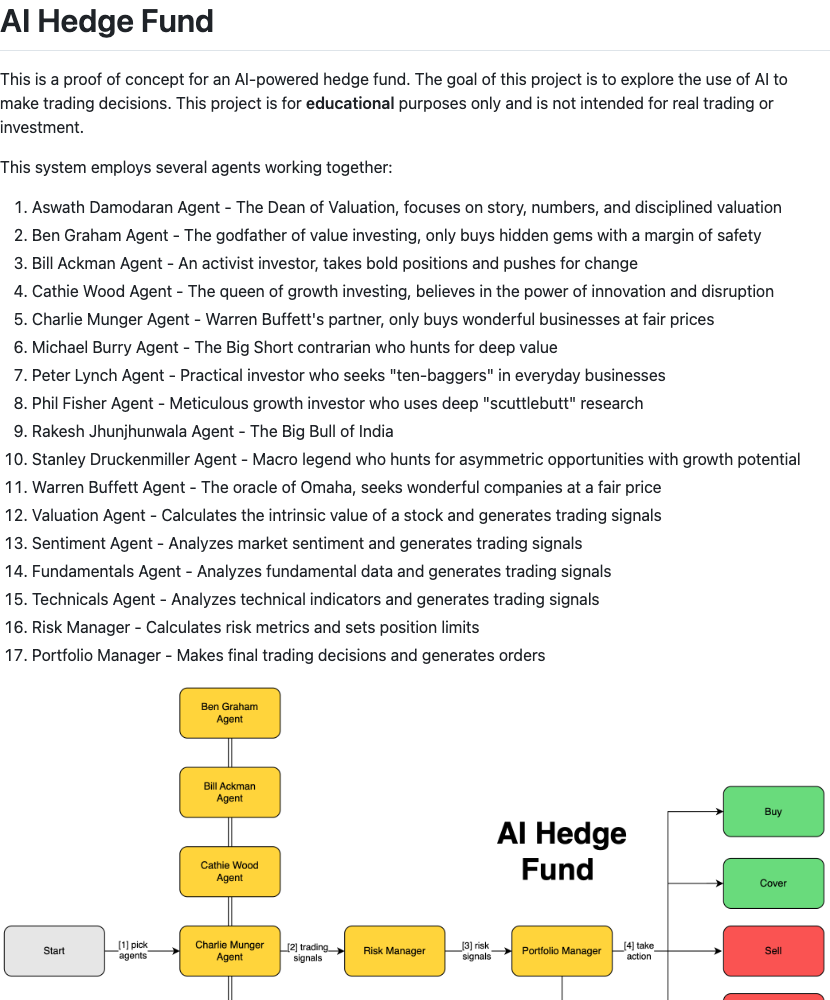 AI Hedge Fund
This is a proof of concept for an AI-powered hedge fund. The goal of this project is to explore the use of AI to
make trading decisions. This project is for educational purposes only and is not intended for real trading or
investment.
This system employs several agents working together:
1. Aswath Damodaran Agent - The Dean of Valuation, focuses on story, numbers, and disciplined valuation
2. Ben Graham Agent - The godfather of value investing, only buys hidden gems with a margin of safety
3. Bill Ackman Agent - An activist investor, takes bold positions and pushes for change
4. Cathie Wood Agent - The queen of growth investing, believes in the power of innovation and disruption
5. Charlie Munger Agent - Warren Buffett's partner, only buys wonderful businesses at fair prices
6. Michael Burry Agent - The Big Short contrarian who hunts for deep value
7. Peter Lynch Agent - Practical investor who seeks "ten-baggers" in everyday businesses
8. Phil Fisher Agent - Meticulous growth investor who uses deep "scuttlebutt" research
9. Rakesh Jhunjhunwala Agent - The Big Bull of India
10. Stanley Druckenmiller Agent - Macro legend who hunts for asymmetric opportunities with growth potential
11. Warren Buffett Agent - The oracle of Omaha, seeks wonderful companies at a fair price
12. Valuation Agent - Calculates the intrinsic value of a stock and generates trading signals
13. Sentiment Agent - Analyzes market sentiment and generates trading signals
14. Fundamentals Agent - Analyzes fundamental data and generates trading signals
15. Technicals Agent - Analyzes technical indicators and generates trading signals
16. Risk Manager - Calculates risk metrics and sets position limits
17. Portfolio Manager - Makes final trading decisions and generates orders
Ben Graham
Agent
Bill Ackman
Agent
Cathie Wood
Agent
AI Hedge
Fund
Buy
Cover
Start
[1] pick
agents
Charlie Munger
Agent
[2] trading
signals
Risk Manager
[3] risk
signals
Portfolio Manager
[4] take
action
Sell